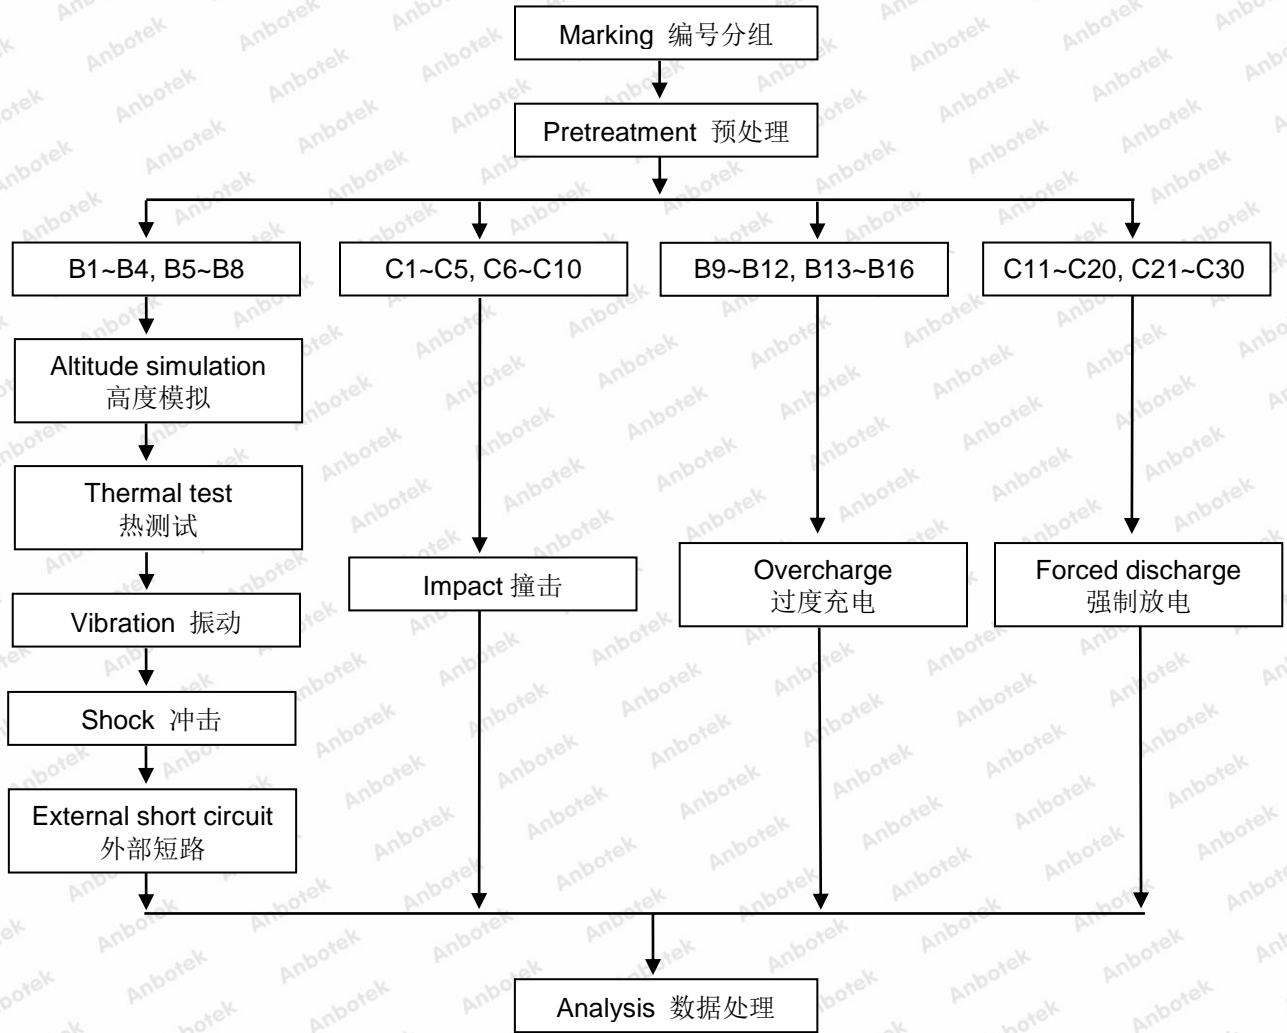 Marking 编号分组
Pretreatment 预处理
B1~B4, B5~B8
C1~C5, C6~C10
B9~B12, B13~B16
C11~C20, C21~C30
Altitude simulation
高度模拟
Thermal test
热测试
Vibration 振动
Shock 冲击
External short circuit
外部短路
Impact 撞击
Overcharge
过度充电
Forced discharge
强制放电
Analysis 数据处理
Anbotek